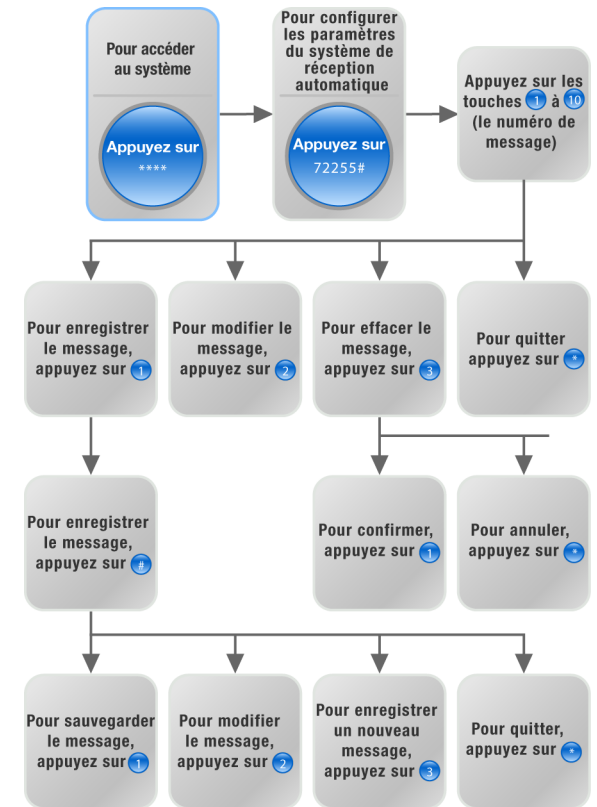 Pour accéder
au système
Appuyez sur
****
Pour configurer
les paramètres
du système de
réception
automatique
Appuyez sur
72255#
Appuyez sur les
touches 1 à 10
(le numéro de
message)
Pour enregistrer
le message,
appuyez sur 1
Pour modifier le
message,
appuyez sur 2
Pour effacer le
message,
appuyez sur 3
Pour quitter
appuyez sur *
Pour enregistrer
le message,
appuyez sur #
Pour confirmer,
appuyez sur 1
Pour annuler,
appuyez sur *
Pour sauvegarder
le message,
appuyez sur 1
Pour modifier
le message,
appuyez sur 2
Pour enregistrer
un nouveau
message,
appuyez sur 3
Pour quitter,
appuyez sur *